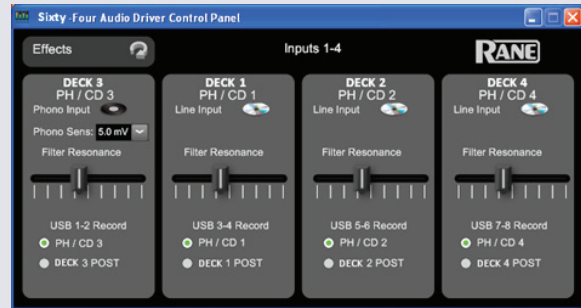 Sixty-Four Audio Driver Control Panel
Effects
Inputs 1-4
RANE
DECK 3
PH / CD 3
Phono Input
Phono Sens: 5.0 mV
Filter Resonance
USB 1-2 Record
PH / CD 3
DECK 3 POST
DECK 1
PH / CD 1
Line Input
Filter Resonance
USB 3-4 Record
PH / CD 1
DECK 1 POST
DECK 2
PH / CD 2
Line Input
Filter Resonance
USB 5-6 Record
PH / CD 2
DECK 2 POST
DECK 4
PH / CD 4
Line Input
Filter Resonance
USB 7-8 Record
PH / CD 4
DECK 4 POST